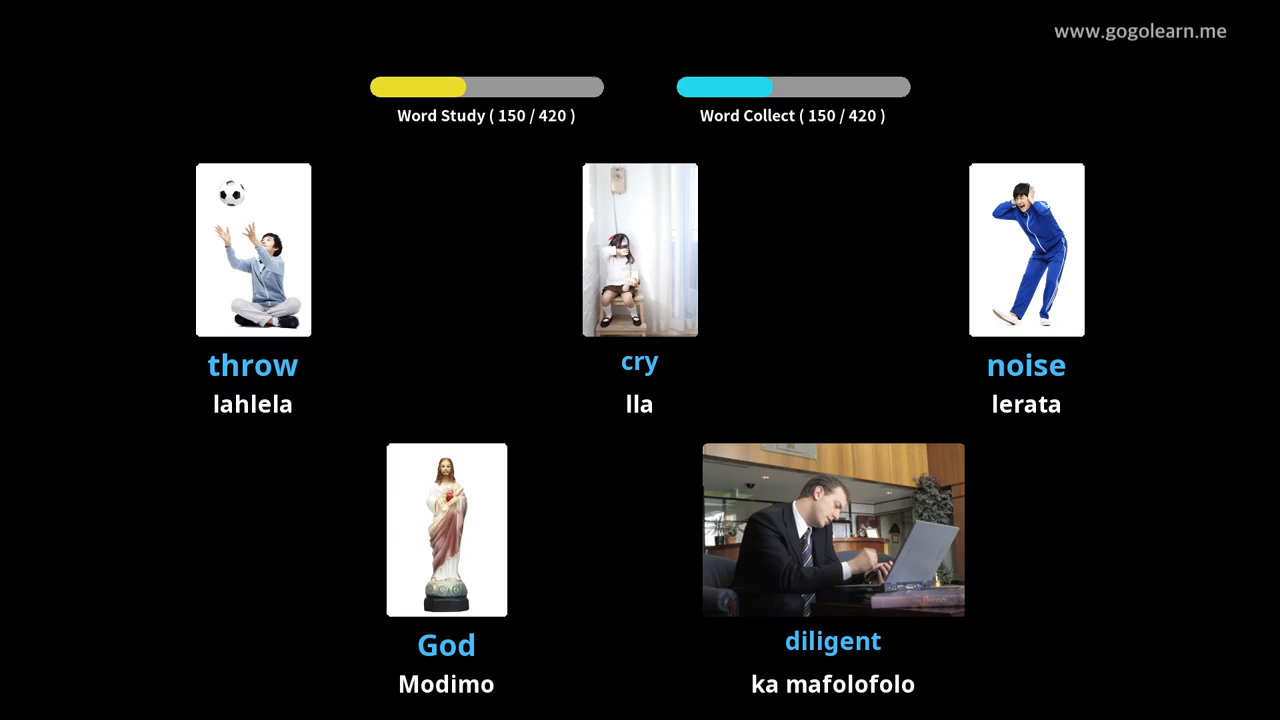 www.gogolearn.me
Word Study ( 150 / 420 )
Word Collect ( 150 / 420 )
throw
lahlela
cry
lla
noise
lerata
God
Modimo
diligent
ka mafolofolo